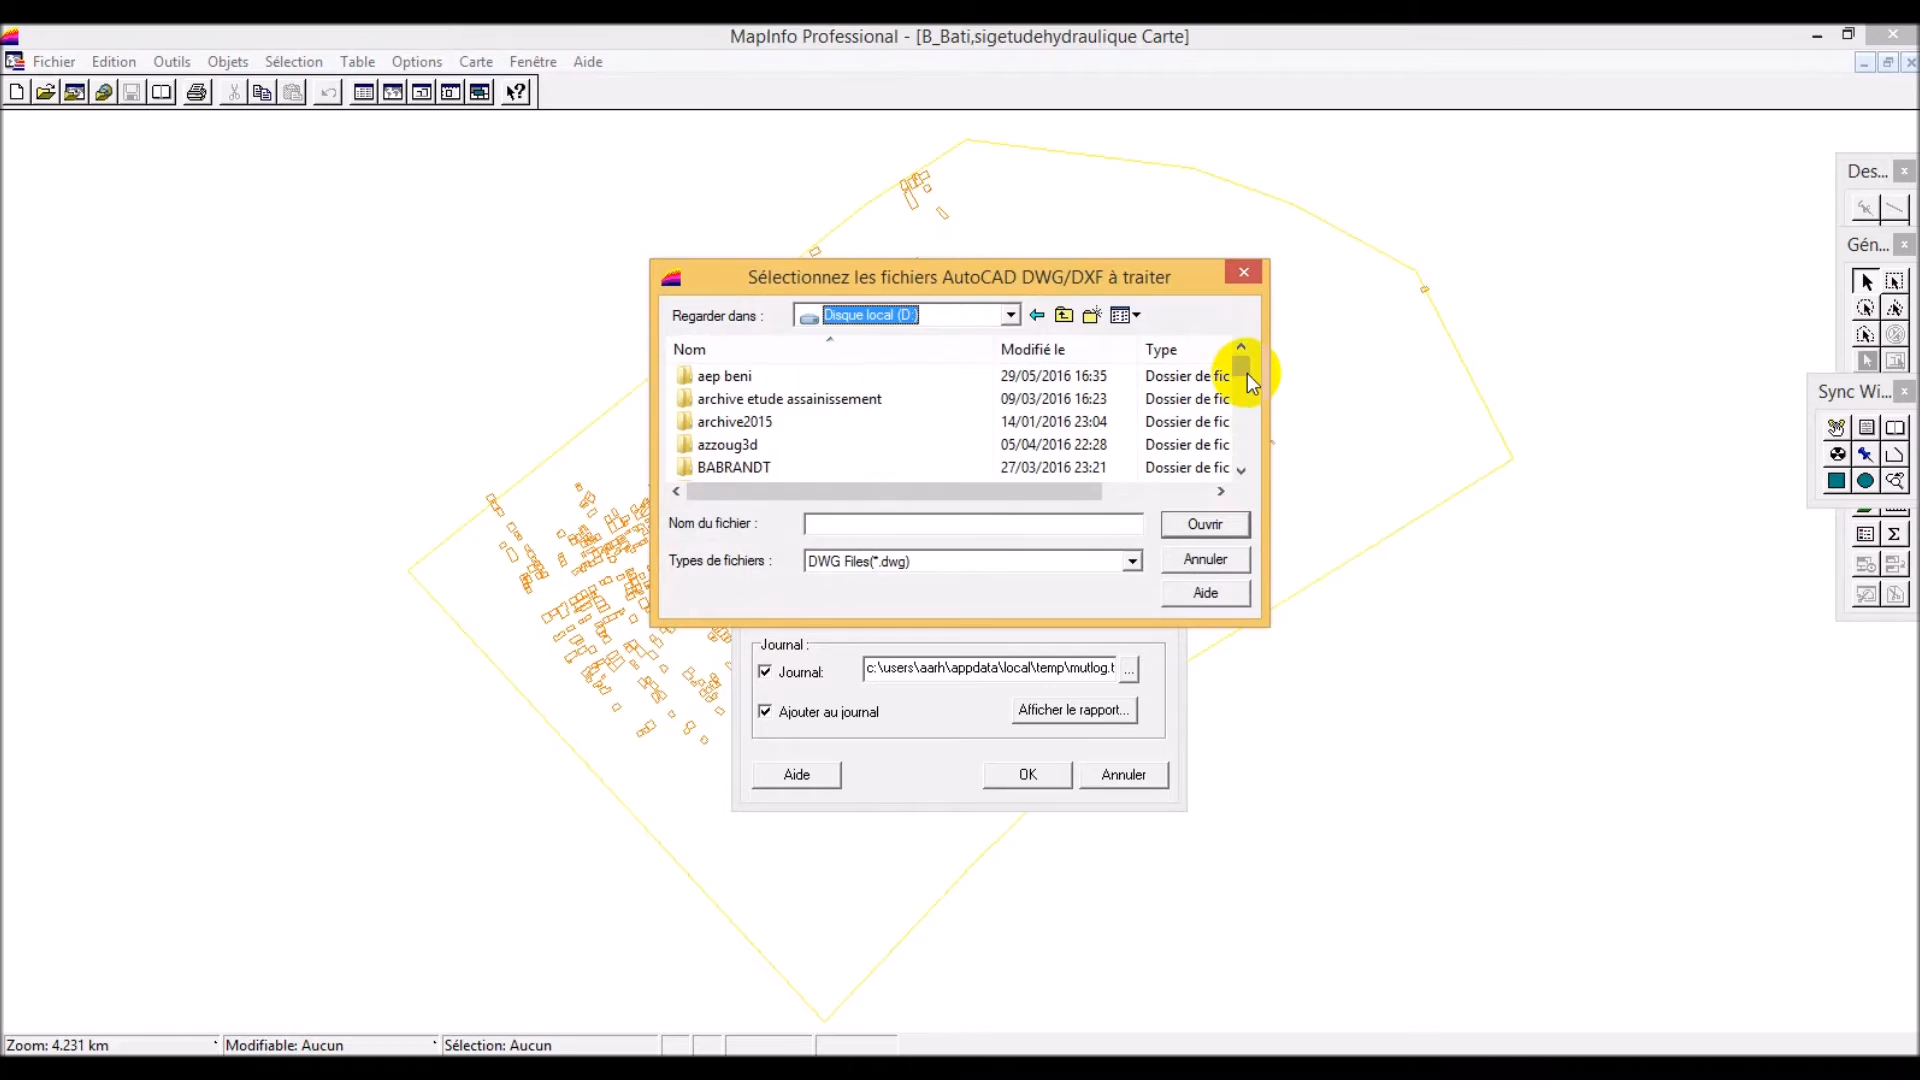 MapInfo Professional - [B_Bati,sigetudehydraulique Carte]
Fichier Edition Outils Objets Sélection Table Options Carte Fenêtre Aide
Des...
Gén...
Sync Wi...
Sélectionnez les fichiers AutoCAD DWG/DXF à traiter
Regarder dans : Disque local (D:)
Nom Modifié le Type
aep beni 29/05/2016 16:35 Dossier de fic
archive etude assainissement 09/03/2016 16:23 Dossier de fic
archive2015 14/01/2016 23:04 Dossier de fic
azzoug3d 05/04/2016 22:28 Dossier de fic
BABRANDT 27/03/2016 23:21 Dossier de fic
Nom du fichier : Ouvrir
Types de fichiers : DWG Files(*.dwg) Annuler
Aide
Journal :
Journal: c:\users\aarh\appdata\local\temp\mutlog.t ...
Ajouter au journal Afficher le rapport...
Aide OK Annuler
Zoom: 4.231 km Modifiable: Aucun Sélection: Aucun